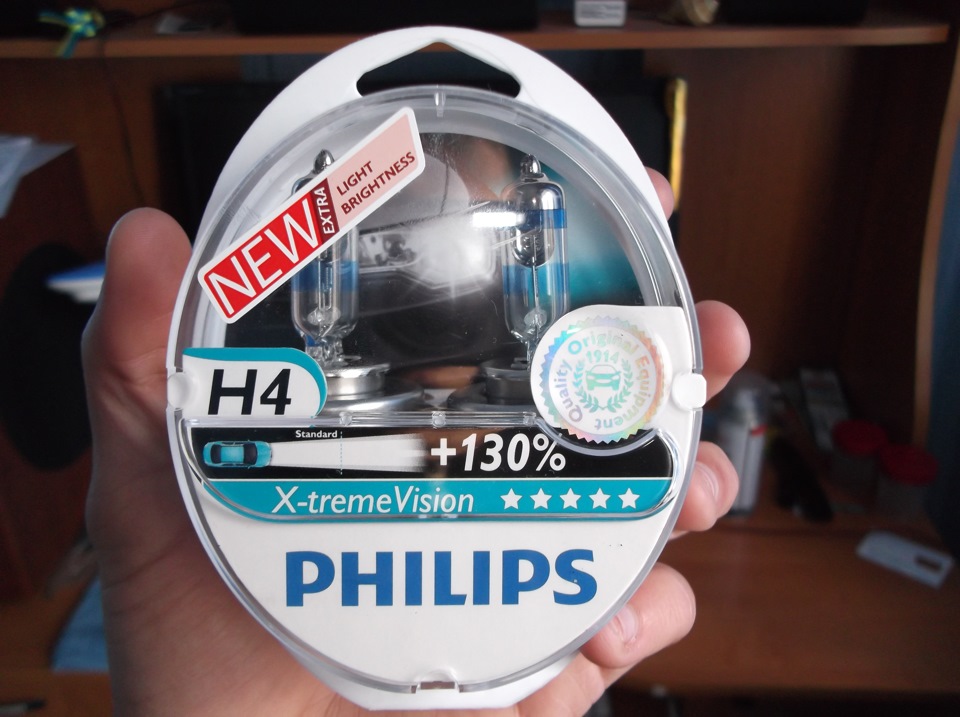 NEW EXTRA LIGHT
BRIGHTNESS
H4
Quality Original Equipment
1914
Standard
+130%
X-tremeVision
PHILIPS